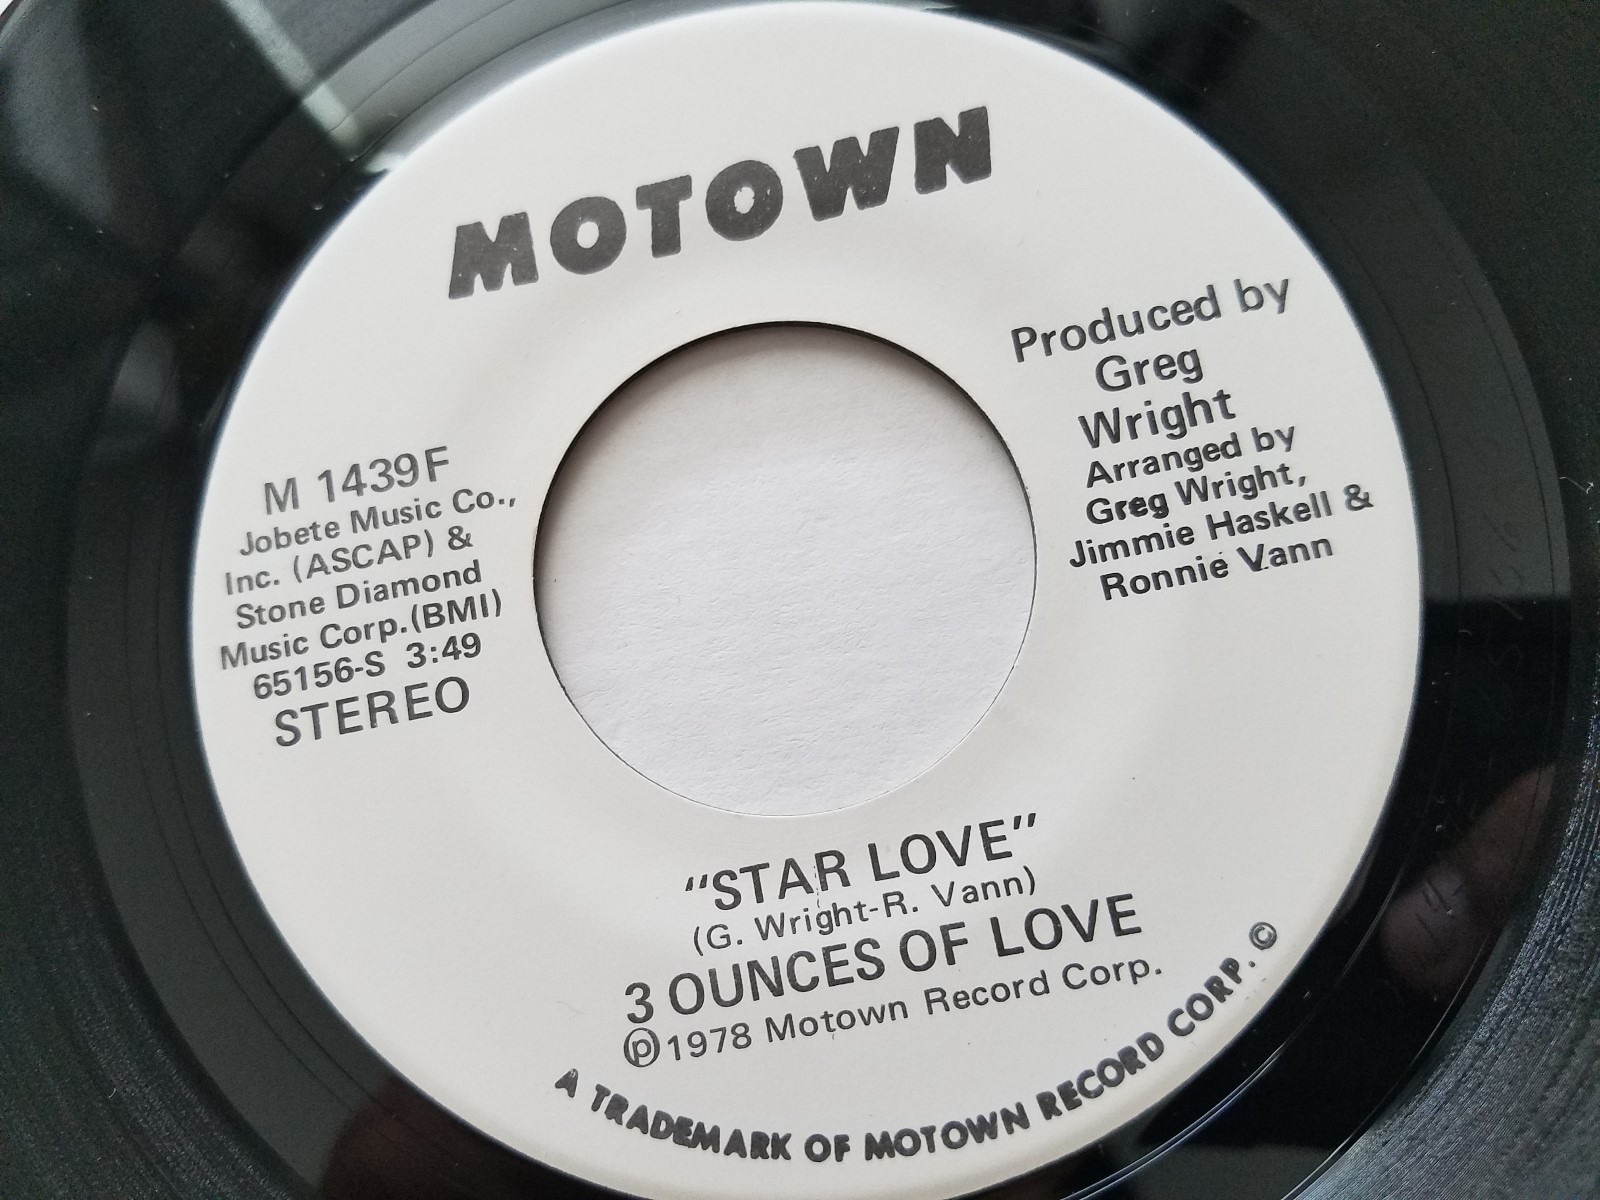 MOTOWN
M 1439F
Jobete Music Co.,
Inc. (ASCAP) &
Stone Diamond
Music Corp.(BMI)
65156-S 3:49
STEREO
Produced by
Greg
Wright
Arranged by
Greg Wright,
Jimmie Haskell &
Ronnie Vann
"STAR LOVE"
(G. Wright-R. Vann)
3 OUNCES OF LOVE
℗1978 Motown Record Corp.
A TRADEMARK OF MOTOWN RECORD CORP. ©